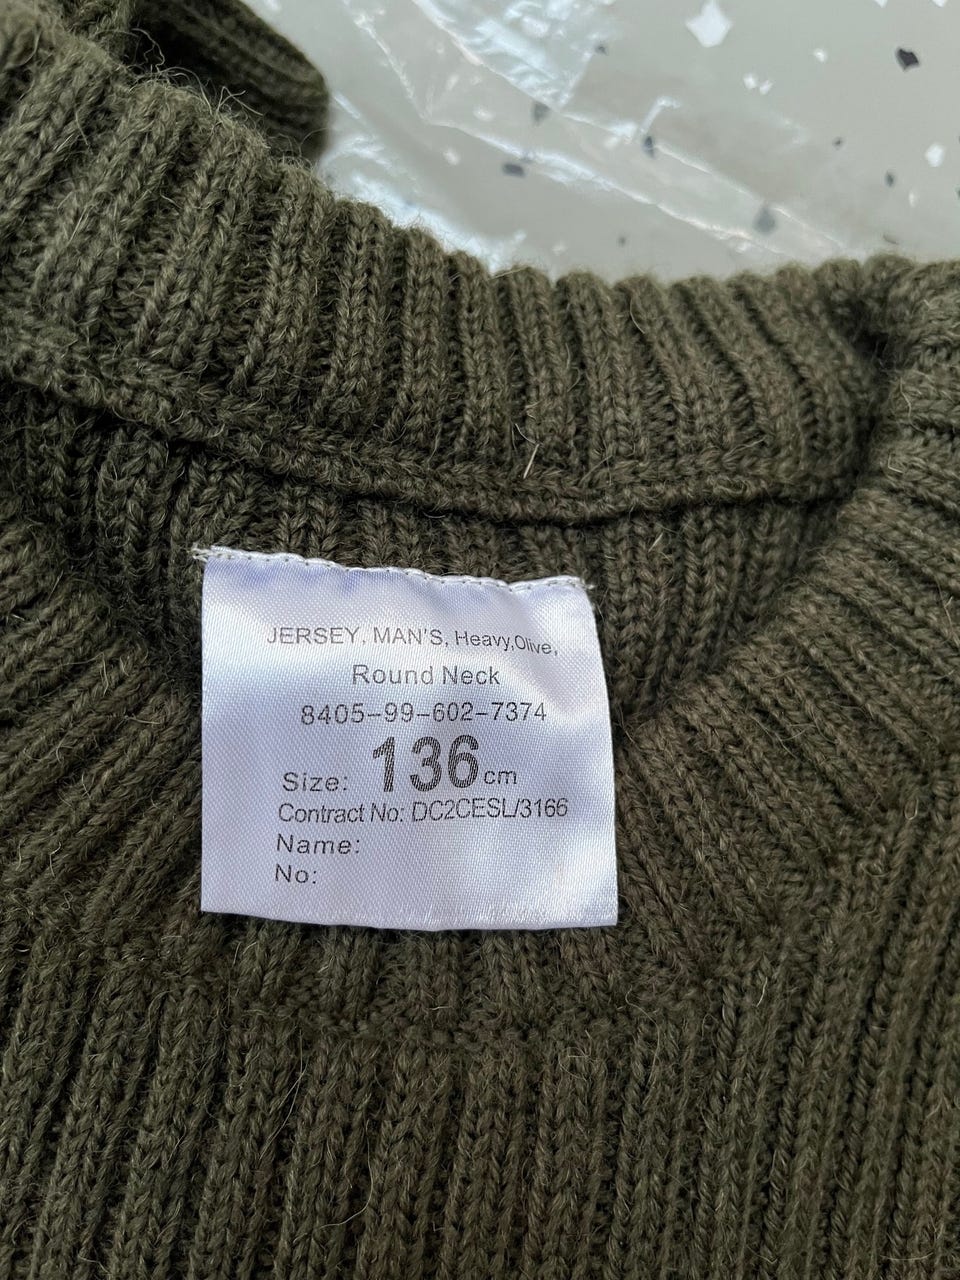 JERSEY. MAN'S, Heavy,Olive,
Round Neck
8405-99-602-7374
Size: 136cm
Contract No: DC2CESL/3166
Name:
No: